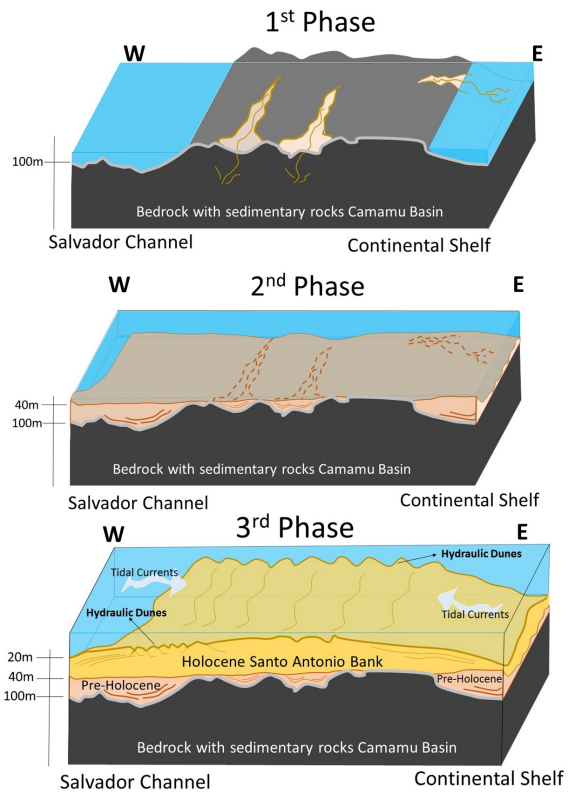 1st Phase
W
E
100m
Bedrock with sedimentary rocks Camamu Basin
Salvador Channel
Continental Shelf
2nd Phase
W
E
40m
100m
Bedrock with sedimentary rocks Camamu Basin
Salvador Channel
Continental Shelf
3rd Phase
W
E
Hydraulic Dunes
Tidal Currents
Hydraulic Dunes
Tidal Currents
20m
Holocene Santo Antonio Bank
40m
Pre-Holocene
Pre-Holocene
100m
Bedrock with sedimentary rocks Camamu Basin
Salvador Channel
Continental Shelf